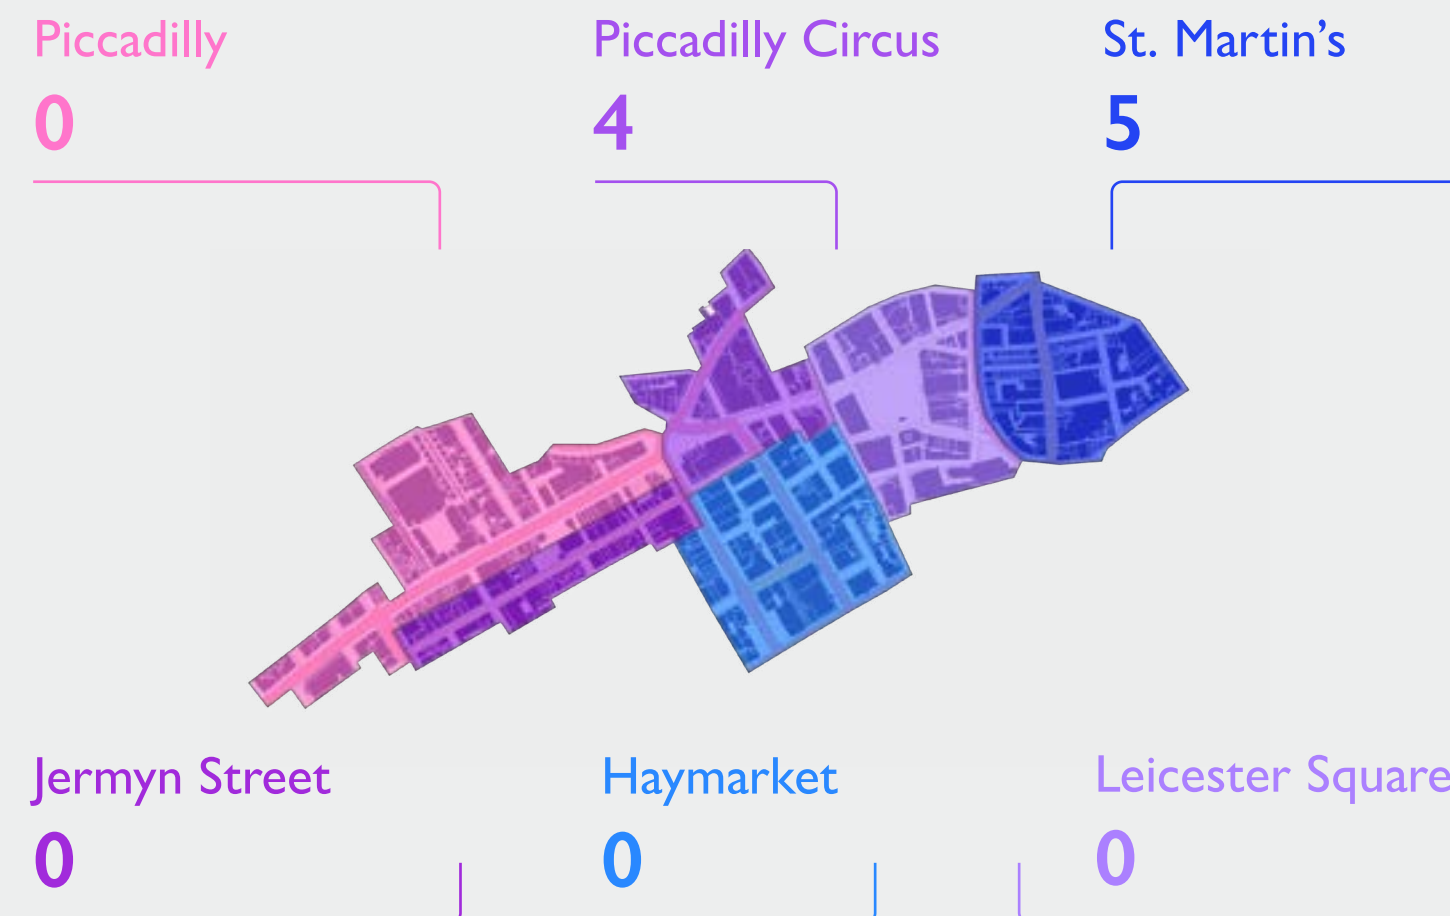 Piccadilly
0
Piccadilly Circus
4
St. Martin’s
5
Jermyn Street
0
Haymarket
0
Leicester Square
0